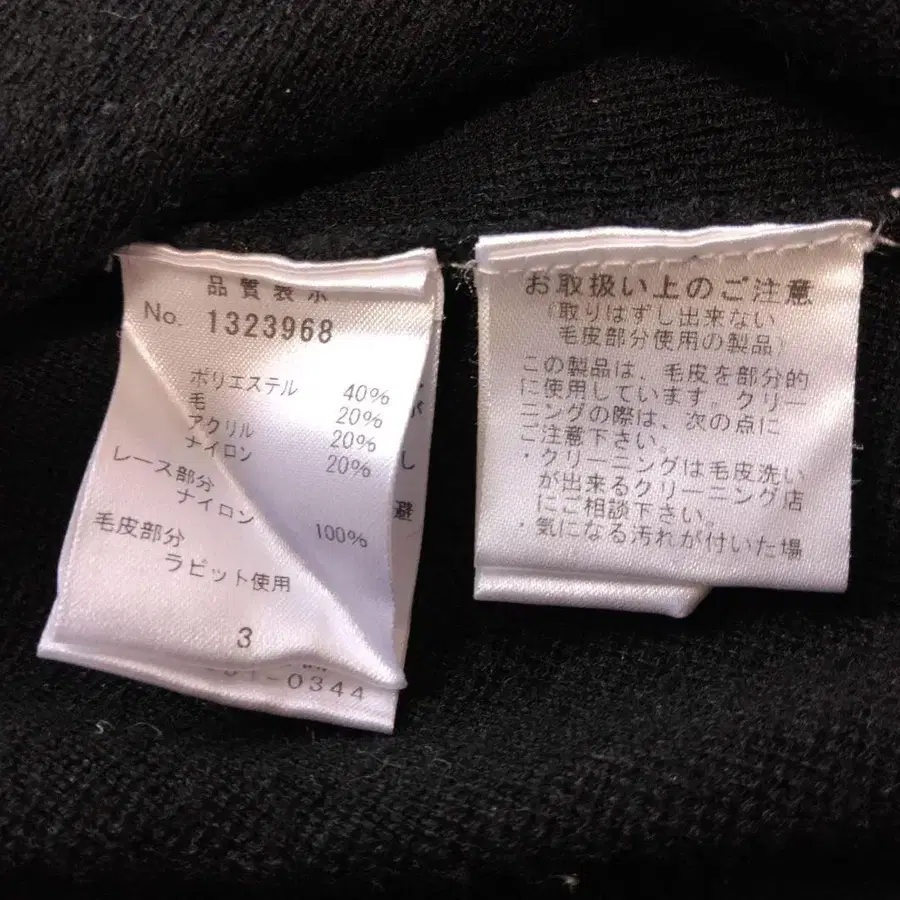 品質表示
No. 1323968
ポリエステル 40%
毛 20%
アクリル 20%
ナイロン 20%
レース部分
ナイロン 100%
毛皮部分
ラビット使用
3
1-0344
し
避
お取扱い上のご注意
(取りはずし出来ない
毛皮部分使用の製品)
この製品は、毛皮を部分的
に使用しています。クリー
ニングの際は、次の点に
ご注意下さい。
・クリーニングは毛皮洗い
が出来るクリーニング店
にご相談下さい。
・気になる汚れが付いた場